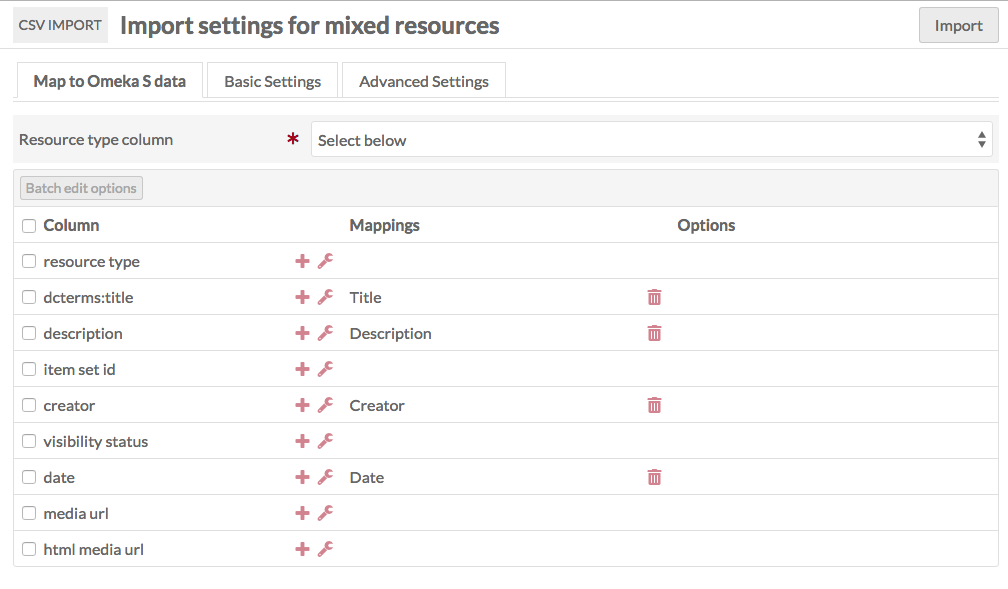 CSV IMPORT Import settings for mixed resources Import
Map to Omeka S data Basic Settings Advanced Settings
Resource type column * Select below
Batch edit options
Column Mappings Options
resource type
dcterms:title Title
description Description
item set id
creator Creator
visibility status
date Date
media url
html media url